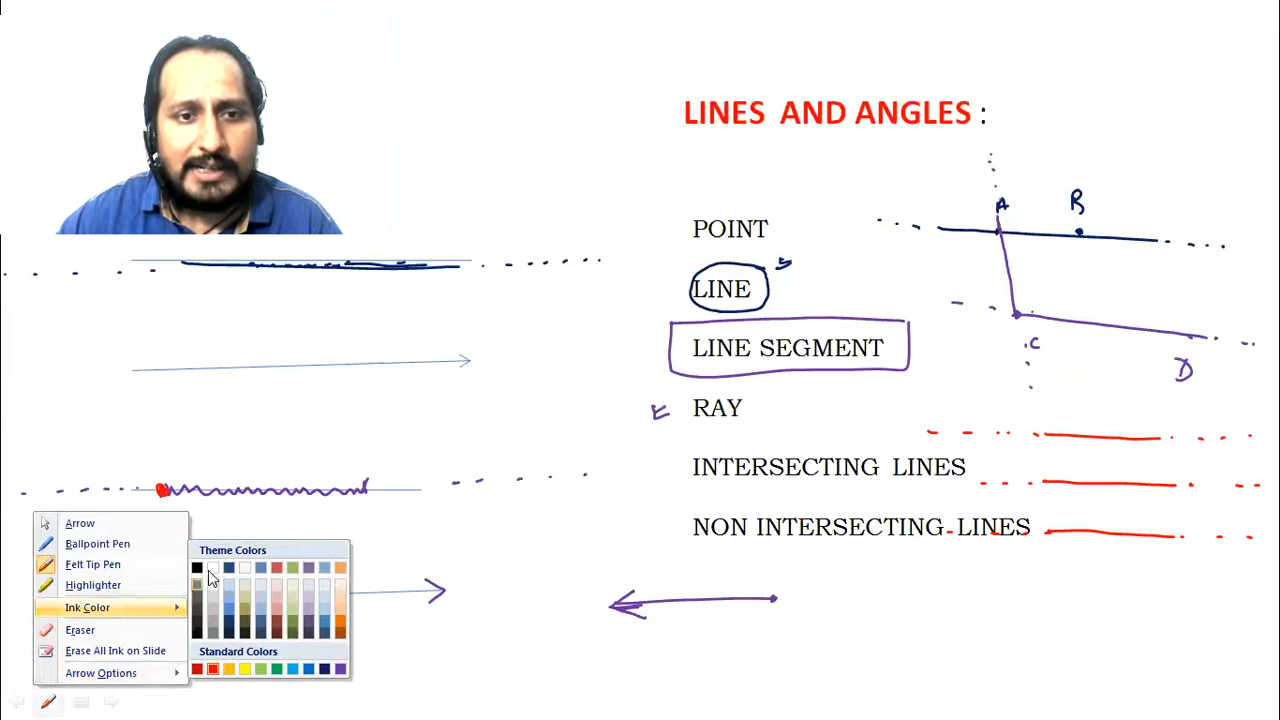 LINES AND ANGLES :
A
B
POINT
LINE
LINE SEGMENT
C
D
RAY
INTERSECTING LINES
NON INTERSECTING LINES
Arrow
Ballpoint Pen
Felt Tip Pen
Highlighter
Ink Color
Eraser
Erase All Ink on Slide
Arrow Options
Theme Colors
Standard Colors